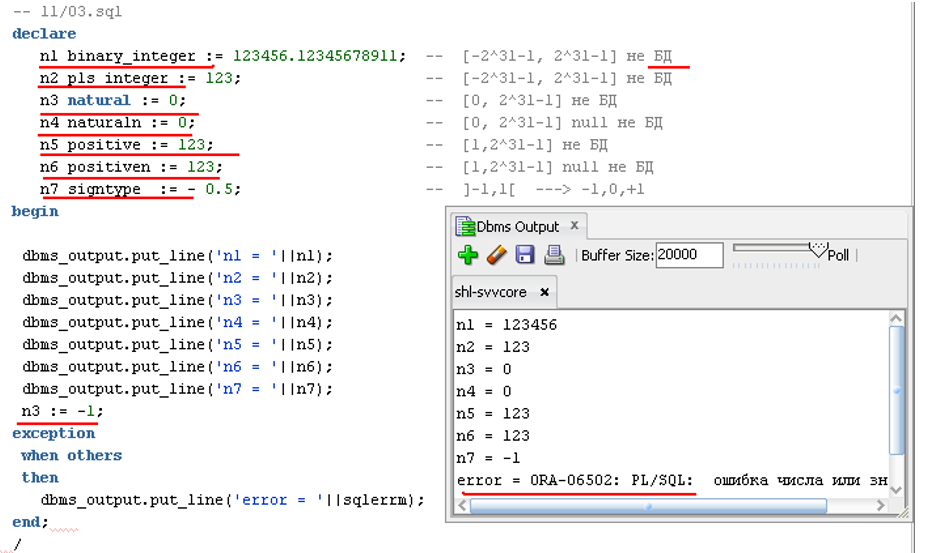 -- ll/03.sql
declare
n1 binary_integer := 123456.12345678911; -- [-2^31-1, 2^31-1] не БД
n2 pls_integer := 123; -- [-2^31-1, 2^31-1] не БД
n3 natural := 0; -- [0, 2^31-1] не БД
n4 naturaln := 0; -- [0, 2^31-1] null не БД
n5 positive := 123; -- [1,2^31-1] не БД
n6 positiven := 123; -- [1,2^31-1] null не БД
n7 signtype := - 0.5; -- ]-1,1[ ---> -1,0,+1
begin
dbms_output.put_line('n1 = '||n1);
dbms_output.put_line('n2 = '||n2);
dbms_output.put_line('n3 = '||n3);
dbms_output.put_line('n4 = '||n4);
dbms_output.put_line('n5 = '||n5);
dbms_output.put_line('n6 = '||n6);
dbms_output.put_line('n7 = '||n7);
n3 := -1;
exception
when others
then
dbms_output.put_line('error = '||sqlerrm);
end;
/
Dbms Output x
Buffer Size: 20000 Poll
shl-svvcore x
n1 = 123456
n2 = 123
n3 = 0
n4 = 0
n5 = 123
n6 = 123
n7 = -1
error = ORA-06502: PL/SQL: ошибка числа или зн